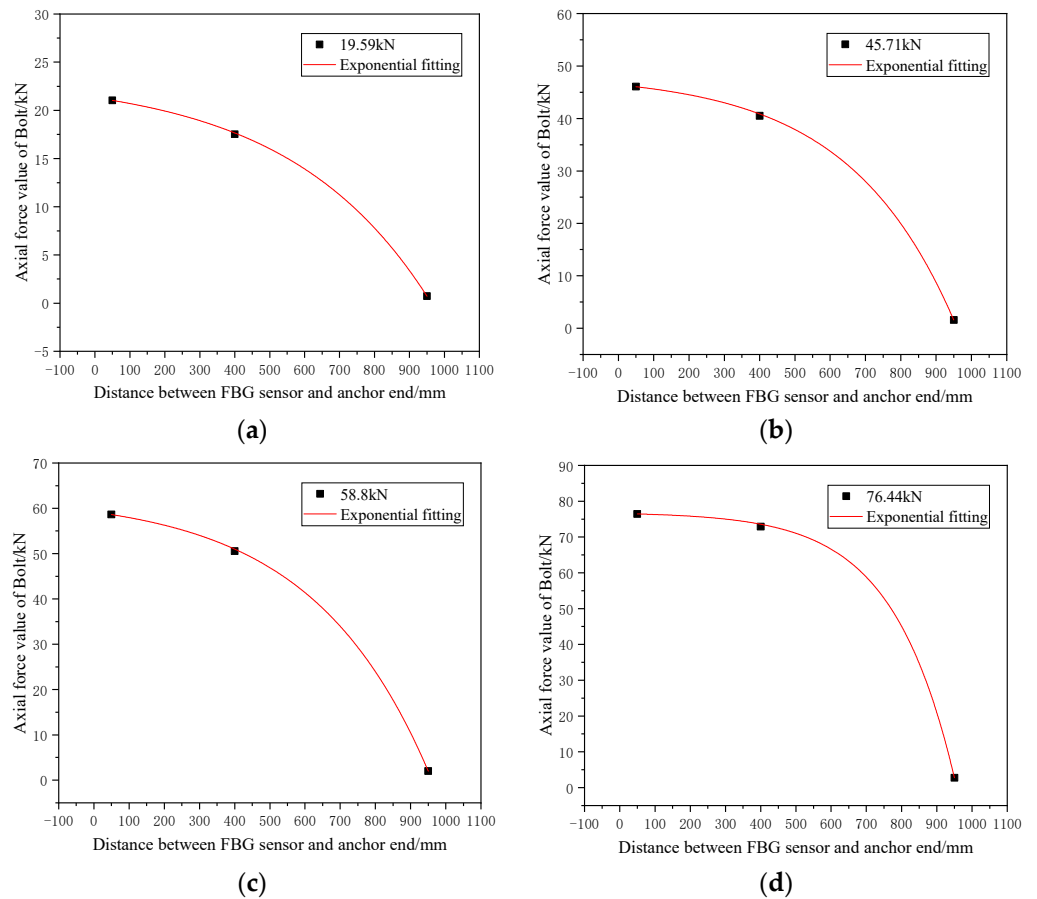 30
25
20
15
10
5
0
−5
−100 0 100 200 300 400 500 600 700 800 900 1000 1100
Axial force value of Bolt/kN
Distance between FBG sensor and anchor end/mm
19.59kN
Exponential fitting
(a)
60
50
40
30
20
10
0
−100 0 100 200 300 400 500 600 700 800 900 1000 1100
Axial force value of Bolt/kN
Distance between FBG sensor and anchor end/mm
45.71kN
Exponential fitting
(b)
70
60
50
40
30
20
10
0
−100 0 100 200 300 400 500 600 700 800 900 1000 1100
Axial force value of Bolt/kN
Distance between FBG sensor and anchor end/mm
58.8kN
Exponential fitting
(c)
90
80
70
60
50
40
30
20
10
0
−100 0 100 200 300 400 500 600 700 800 900 1000 1100
Axial force value of Bolt/kN
Distance between FBG sensor and anchor end/mm
76.44kN
Exponential fitting
(d)